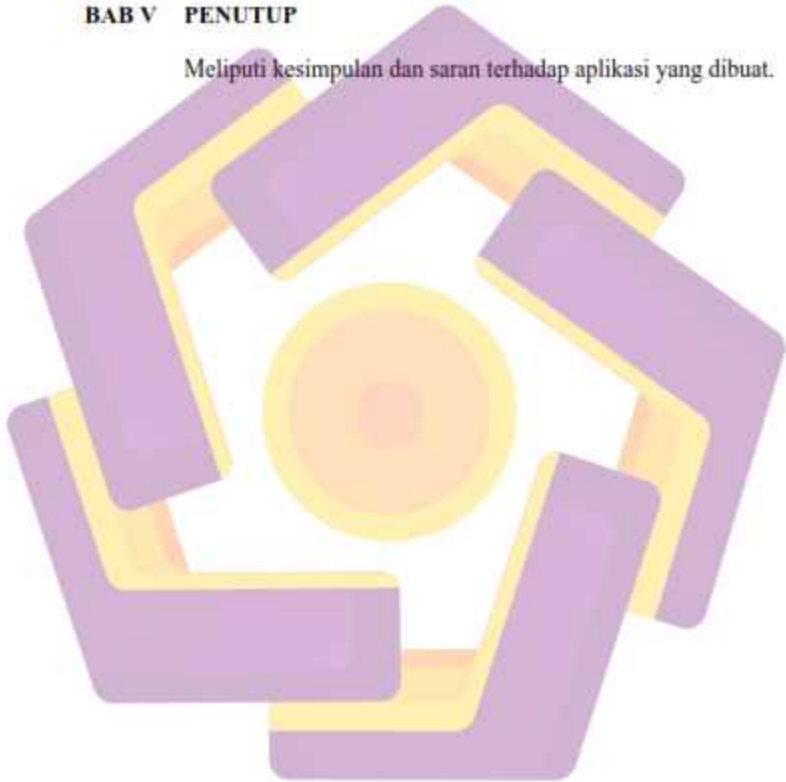 BAB V PENUTUP
Meliputi kesimpulan dan saran terhadap aplikasi yang dibuat.